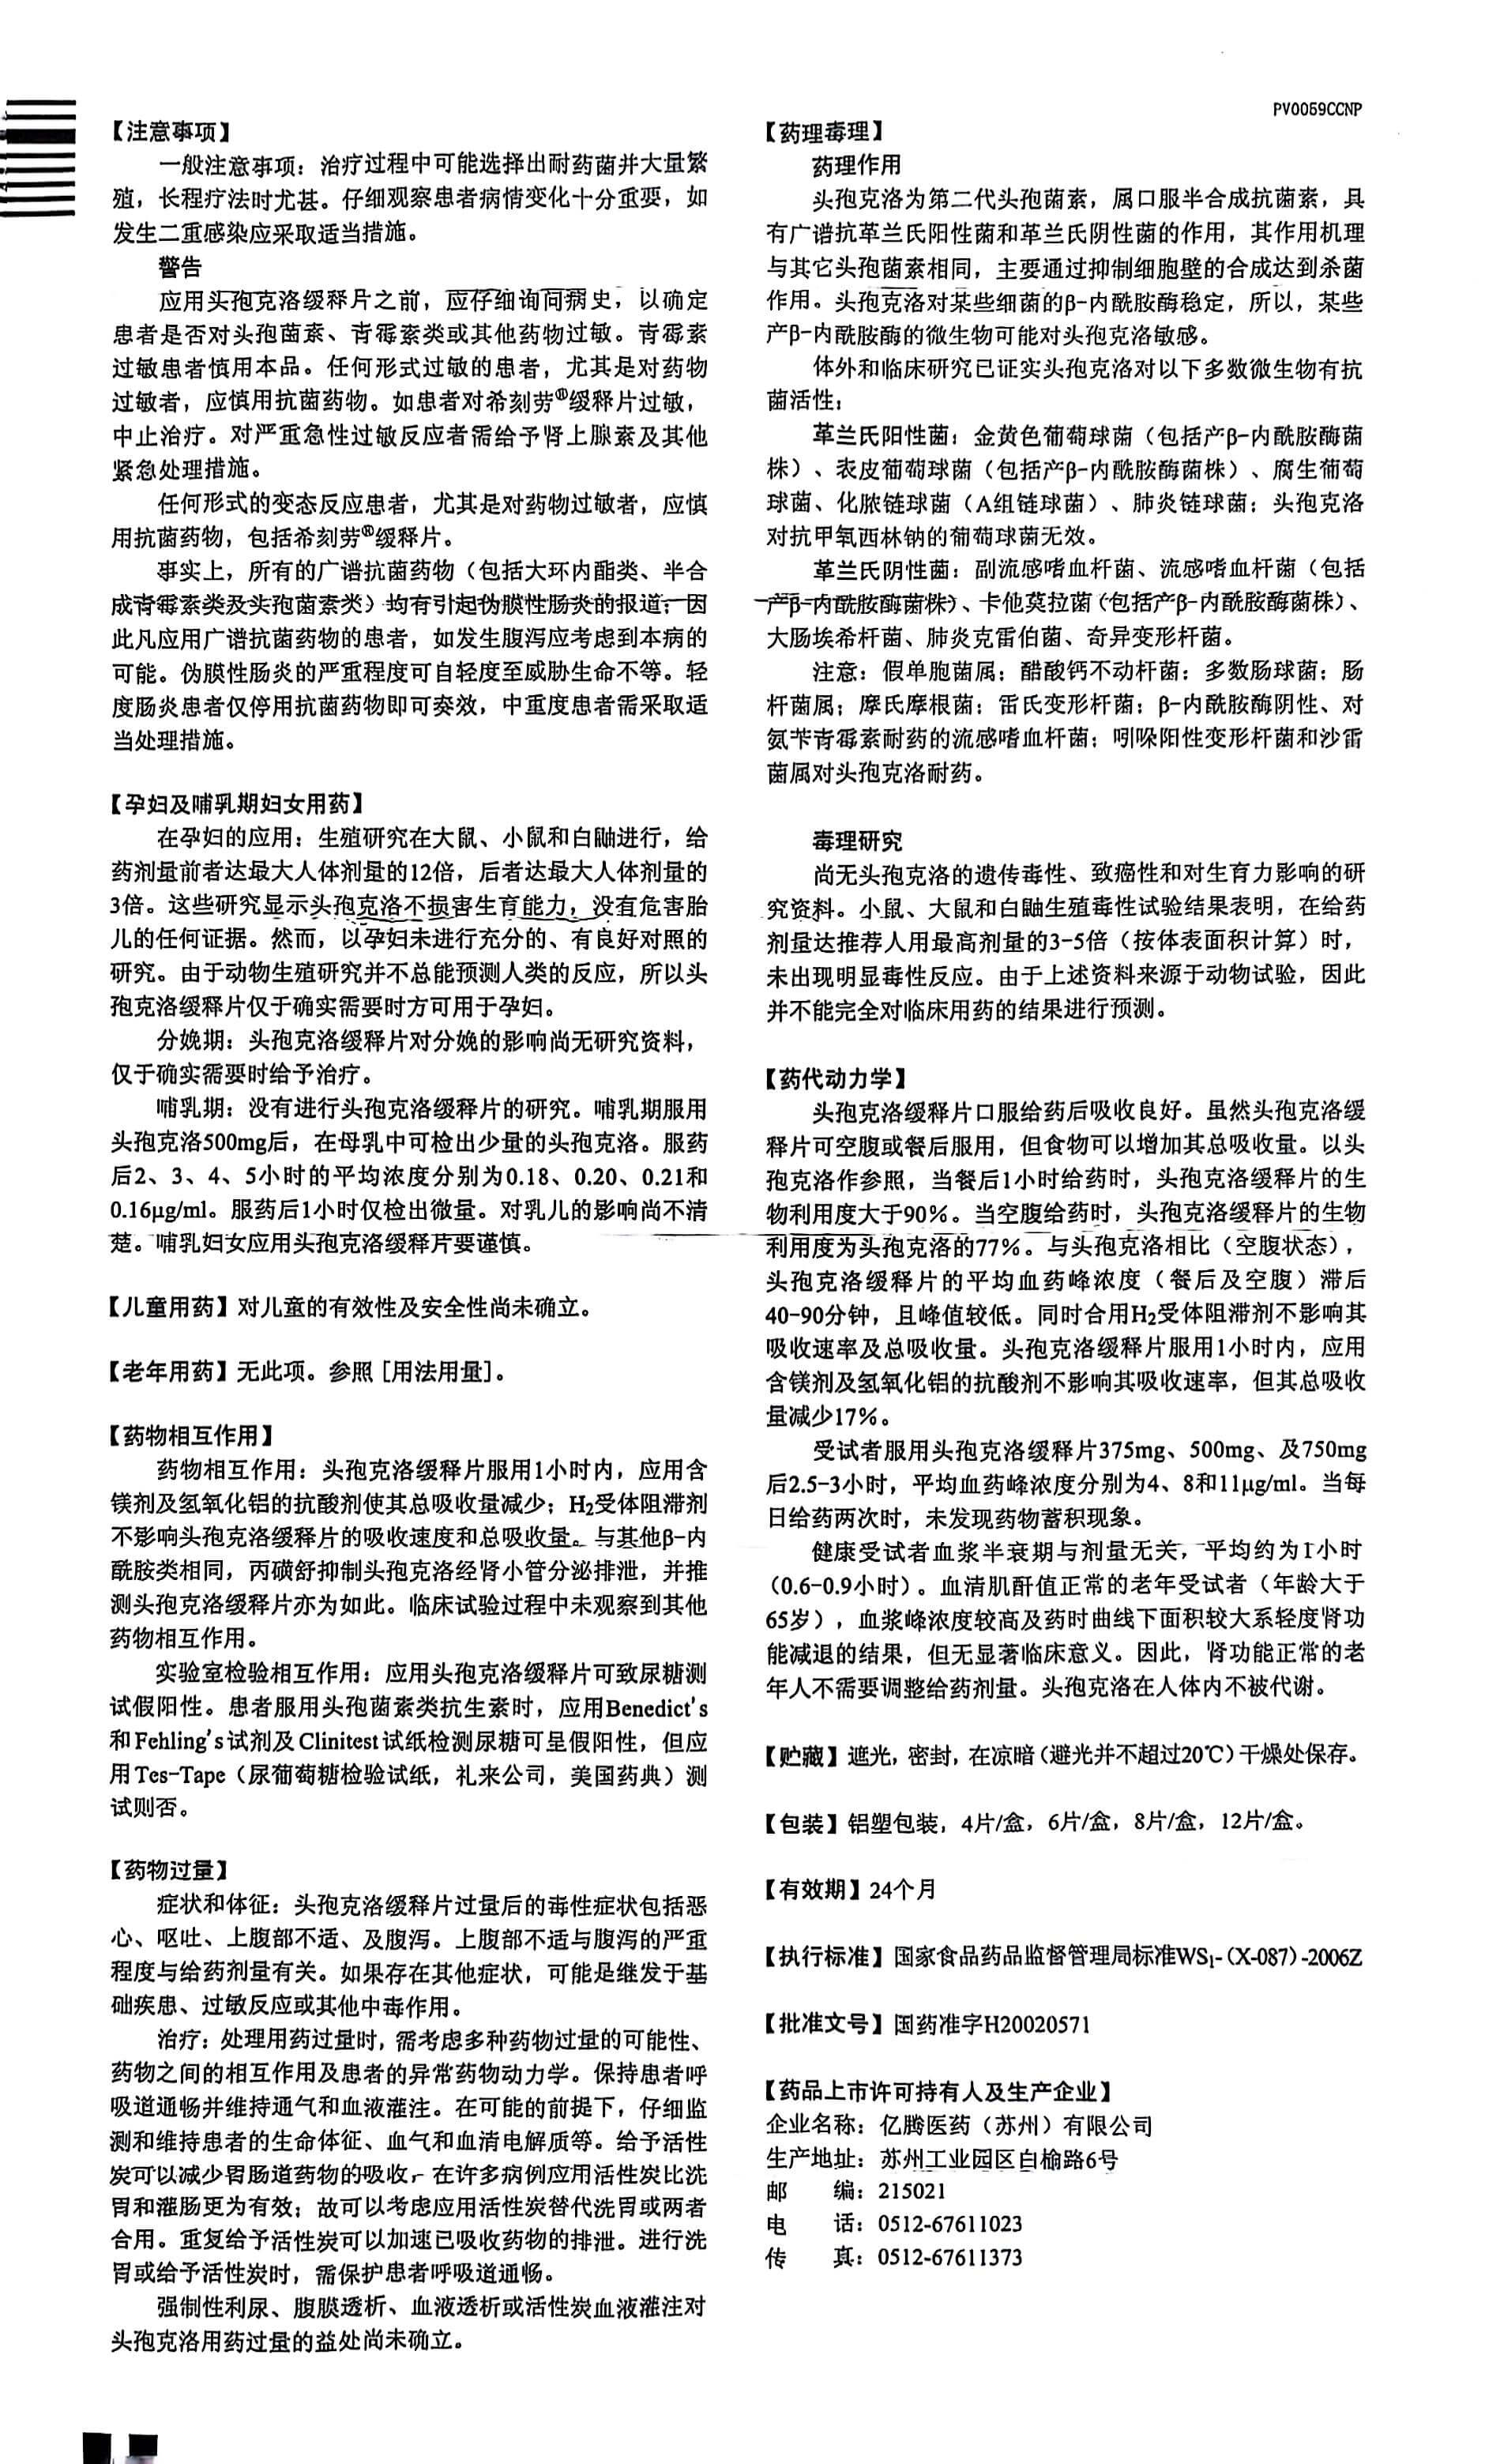 PV0059CCNP
【注意事项】
一般注意事项：治疗过程中可能选择出耐药菌并大量繁
殖，长程疗法时尤甚。仔细观察患者病情变化十分重要，如
发生二重感染应采取适当措施。
警告
应用头孢克洛缓释片之前，应仔细询问病史，以确定
患者是否对头孢菌素、青霉素类或其他药物过敏。青霉素
过敏患者慎用本品。任何形式过敏的患者，尤其是对药物
过敏者，应慎用抗菌药物。如患者对希刻劳®缓释片过敏，
中止治疗。对严重急性过敏反应者需给予肾上腺素及其他
紧急处理措施。
任何形式的变态反应患者，尤其是对药物过敏者，应慎
用抗菌药物，包括希刻劳®缓释片。
事实上，所有的广谱抗菌药物（包括大环内酯类、半合
成青霉素类及头孢菌素类）均有引起伪膜性肠炎的报道；因
此凡应用广谱抗菌药物的患者，如发生腹泻应考虑到本病的
可能。伪膜性肠炎的严重程度可自轻度至威胁生命不等。轻
度肠炎患者仅停用抗菌药物即可奏效，中重度患者需采取适
当处理措施。
【孕妇及哺乳期妇女用药】
在孕妇的应用：生殖研究在大鼠、小鼠和白鼬进行，给
药剂量前者达最大人体剂量的12倍，后者达最大人体剂量的
3倍。这些研究显示头孢克洛不损害生育能力，没有危害胎
儿的任何证据。然而，以孕妇未进行充分的、有良好对照的
研究。由于动物生殖研究并不总能预测人类的反应，所以头
孢克洛缓释片仅于确实需要时方可用于孕妇。
分娩期：头孢克洛缓释片对分娩的影响尚无研究资料，
仅于确实需要时给予治疗。
哺乳期：没有进行头孢克洛缓释片的研究。哺乳期服用
头孢克洛500mg后，在母乳中可检出少量的头孢克洛。服药
后2、3、4、5小时的平均浓度分别为0.18、0.20、0.21和
0.16μg/ml。服药后1小时仅检出微量。对乳儿的影响尚不清
楚。哺乳妇女应用头孢克洛缓释片要谨慎。
【儿童用药】对儿童的有效性及安全性尚未确立。
【老年用药】无此项。参照［用法用量］。
【药物相互作用】
药物相互作用：头孢克洛缓释片服用1小时内，应用含
镁剂及氢氧化铝的抗酸剂使其总吸收量减少；H₂受体阻滞剂
不影响头孢克洛缓释片的吸收速度和总吸收量。与其他β-内
酰胺类相同，丙磺舒抑制头孢克洛经肾小管分泌排泄，并推
测头孢克洛缓释片亦为如此。临床试验过程中未观察到其他
药物相互作用。
实验室检验相互作用：应用头孢克洛缓释片可致尿糖测
试假阳性。患者服用头孢菌素类抗生素时，应用Benedict's
和Fehling's试剂及Clinitest试纸检测尿糖可呈假阳性，但应
用Tes-Tape（尿葡萄糖检验试纸，礼来公司，美国药典）测
试则否。
【药物过量】
症状和体征：头孢克洛缓释片过量后的毒性症状包括恶
心、呕吐、上腹部不适、及腹泻。上腹部不适与腹泻的严重
程度与给药剂量有关。如果存在其他症状，可能是继发于基
础疾患、过敏反应或其他中毒作用。
治疗：处理用药过量时，需考虑多种药物过量的可能性、
药物之间的相互作用及患者的异常药物动力学。保持患者呼
吸道通畅并维持通气和血液灌注。在可能的前提下，仔细监
测和维持患者的生命体征、血气和血清电解质等。给予活性
炭可以减少胃肠道药物的吸收，在许多病例应用活性炭比洗
胃和灌肠更为有效；故可以考虑应用活性炭替代洗胃或两者
合用。重复给予活性炭可以加速已吸收药物的排泄。进行洗
胃或给予活性炭时，需保护患者呼吸道通畅。
强制性利尿、腹膜透析、血液透析或活性炭血液灌注对
头孢克洛用药过量的益处尚未确立。
【药理毒理】
药理作用
头孢克洛为第二代头孢菌素，属口服半合成抗菌素，具
有广谱抗革兰氏阳性菌和革兰氏阴性菌的作用，其作用机理
与其它头孢菌素相同，主要通过抑制细胞壁的合成达到杀菌
作用。头孢克洛对某些细菌的β-内酰胺酶稳定，所以，某些
产β-内酰胺酶的微生物可能对头孢克洛敏感。
体外和临床研究已证实头孢克洛对以下多数微生物有抗
菌活性：
革兰氏阳性菌：金黄色葡萄球菌（包括产β-内酰胺酶菌
株）、表皮葡萄球菌（包括产β-内酰胺酶菌株）、腐生葡萄
球菌、化脓链球菌（A组链球菌）、肺炎链球菌；头孢克洛
对抗甲氧西林钠的葡萄球菌无效。
革兰氏阴性菌：副流感嗜血杆菌、流感嗜血杆菌（包括
产β-内酰胺酶菌株）、卡他莫拉菌（包括产β-内酰胺酶菌株）、
大肠埃希杆菌、肺炎克雷伯菌、奇异变形杆菌。
注意：假单胞菌属；醋酸钙不动杆菌；多数肠球菌；肠
杆菌属；摩氏摩根菌；雷氏变形杆菌；β-内酰胺酶阴性、对
氨苄青霉素耐药的流感嗜血杆菌；吲哚阳性变形杆菌和沙雷
菌属对头孢克洛耐药。
毒理研究
尚无头孢克洛的遗传毒性、致癌性和对生育力影响的研
究资料。小鼠、大鼠和白鼬生殖毒性试验结果表明，在给药
剂量达推荐人用最高剂量的3-5倍（按体表面积计算）时，
未出现明显毒性反应。由于上述资料来源于动物试验，因此
并不能完全对临床用药的结果进行预测。
【药代动力学】
头孢克洛缓释片口服给药后吸收良好。虽然头孢克洛缓
释片可空腹或餐后服用，但食物可以增加其总吸收量。以头
孢克洛作参照，当餐后1小时给药时，头孢克洛缓释片的生
物利用度大于90%。当空腹给药时，头孢克洛缓释片的生物
利用度为头孢克洛的77%。与头孢克洛相比（空腹状态），
头孢克洛缓释片的平均血药峰浓度（餐后及空腹）滞后
40-90分钟，且峰值较低。同时合用H₂受体阻滞剂不影响其
吸收速率及总吸收量。头孢克洛缓释片服用1小时内，应用
含镁剂及氢氧化铝的抗酸剂不影响其吸收速率，但其总吸收
量减少17%。
受试者服用头孢克洛缓释片375mg、500mg、及750mg
后2.5-3小时，平均血药峰浓度分别为4、8和11μg/ml。当每
日给药两次时，未发现药物蓄积现象。
健康受试者血浆半衰期与剂量无关，平均约为1小时
（0.6-0.9小时）。血清肌酐值正常的老年受试者（年龄大于
65岁），血浆峰浓度较高及药时曲线下面积较大系轻度肾功
能减退的结果，但无显著临床意义。因此，肾功能正常的老
年人不需要调整给药剂量。头孢克洛在人体内不被代谢。
【贮藏】遮光，密封，在凉暗（避光并不超过20℃）干燥处保存。
【包装】铝塑包装，4片/盒，6片/盒，8片/盒，12片/盒。
【有效期】24个月
【执行标准】国家食品药品监督管理局标准WS₁-（X-087）-2006Z
【批准文号】国药准字H20020571
【药品上市许可持有人及生产企业】
企业名称：亿腾医药（苏州）有限公司
生产地址：苏州工业园区白榆路6号
邮 编：215021
电 话：0512-67611023
传 真：0512-67611373